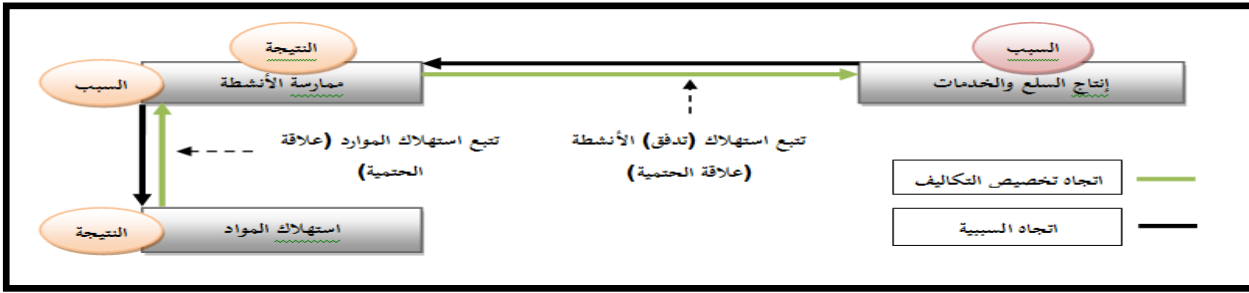 السبب
النتيجة
إنتاج السلع والخدمات
ممارسة الأنشطة
السبب
تتبع استهلاك (تدفق) الأنشطة
(علاقة الحتمية)
تتبع استهلاك الموارد (علاقة
الحتمية)
اتجاه تخصيص التكاليف
استهلاك المواد
النتيجة
اتجاه السببية